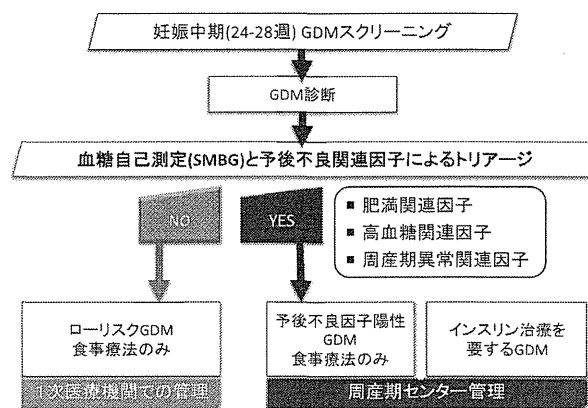 妊娠中期(24-28週) GDMスクリーニング
GDM診断
血糖自己測定(SMBG)と予後不良関連因子によるトリアージ
NO
YES
■ 肥満関連因子
■ 高血糖関連因子
■ 周産期異常関連因子
ローリスクGDM
食事療法のみ
1次医療機関での管理
予後不良因子陽性
GDM
食事療法のみ
インスリン治療を
要するGDM
周産期センター管理